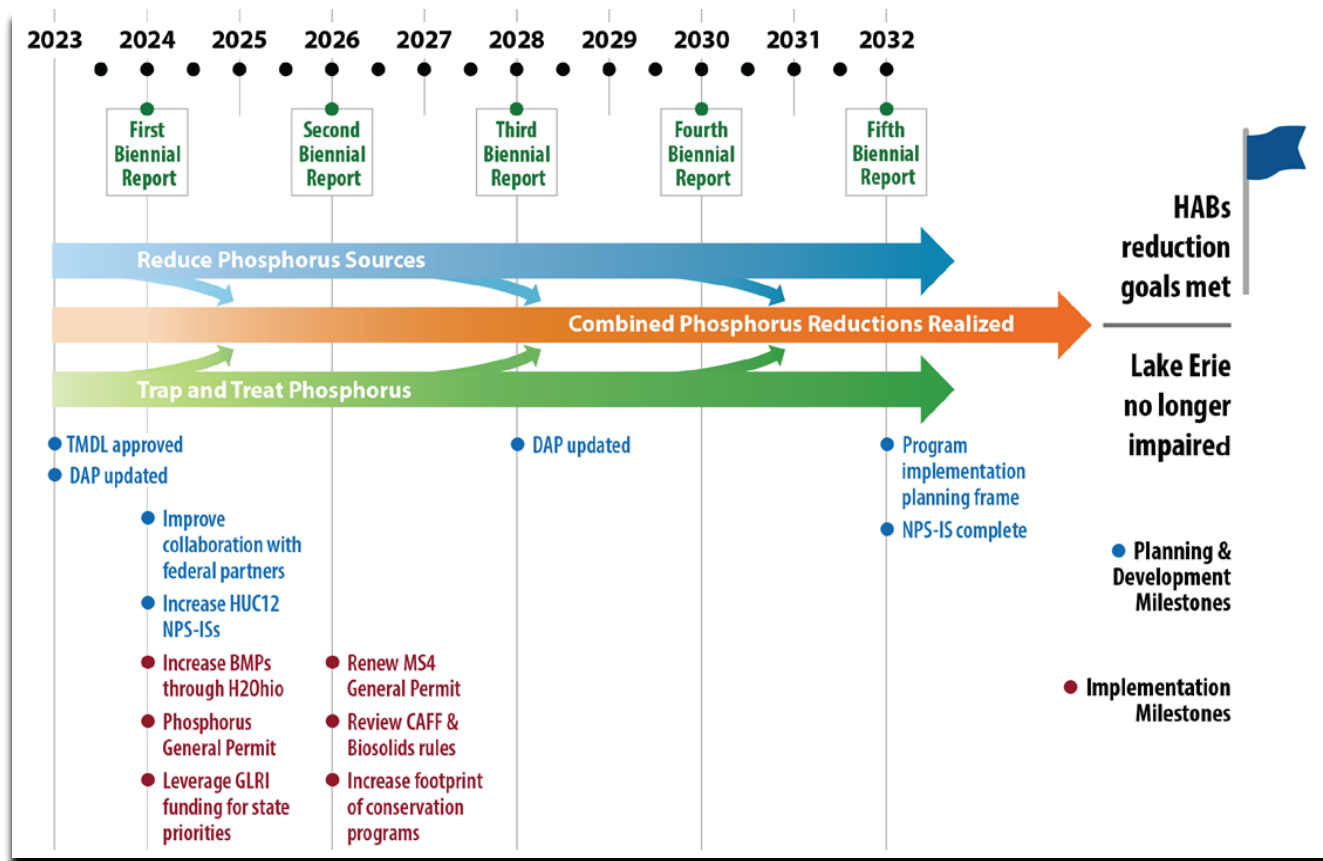 2023 2024 2025 2026 2027 2028 2029 2030 2031 2032
First
Biennial
Report
Second
Biennial
Report
Third
Biennial
Report
Fourth
Biennial
Report
Fifth
Biennial
Report
Reduce Phosphorus Sources
Combined Phosphorus Reductions Realized
Trap and Treat Phosphorus
HABs
reduction
goals met
Lake Erie
no longer
impaired
TMDL approved
DAP updated
Improve
collaboration with
federal partners
Increase HUC12
NPS-ISs
Increase BMPs
through H2Ohio
Phosphorus
General Permit
Leverage GLRI
funding for state
priorities
Renew MS4
General Permit
Review CAFF &
Biosolids rules
Increase footprint
of conservation
programs
DAP updated
Program
implementation
planning frame
NPS-IS complete
Planning &
Development
Milestones
Implementation
Milestones